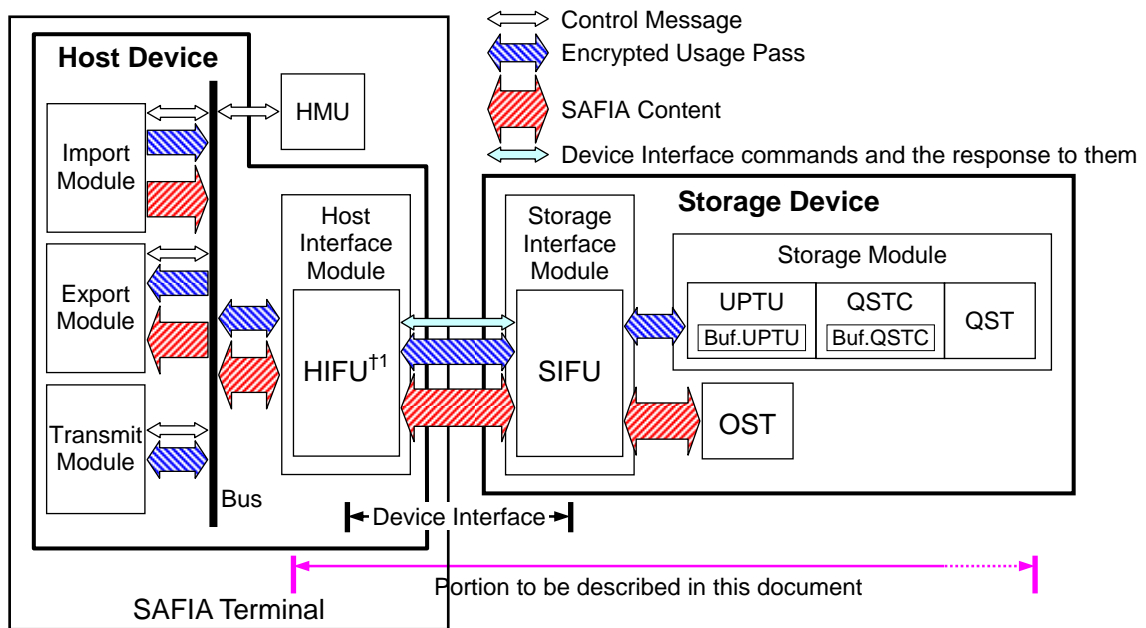 Control Message
Encrypted Usage Pass
SAFIA Content
Device Interface commands and the response to them
Host Device
HMU
Import
Module
Export
Module
Transmit
Module
Bus
Host
Interface
Module
HIFU†1
Storage Device
Storage
Interface
Module
SIFU
Storage Module
UPTU
Buf.UPTU
QSTC
Buf.QSTC
QST
OST
Device Interface
Portion to be described in this document
SAFIA Terminal